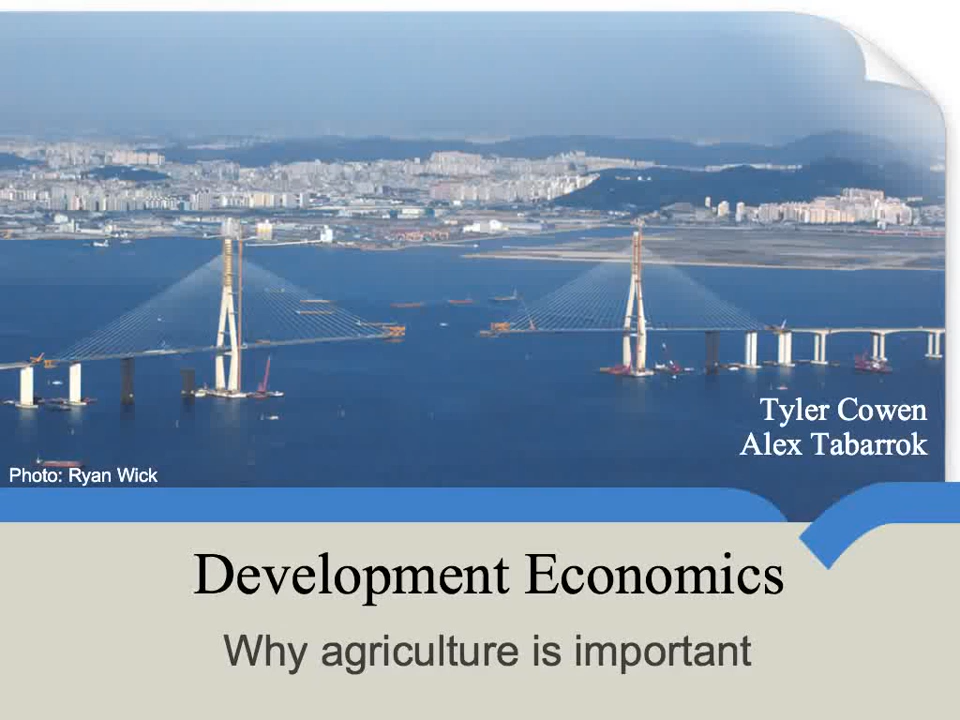 Tyler Cowen
Alex Tabarrok
Photo: Ryan Wick
Development Economics
Why agriculture is important